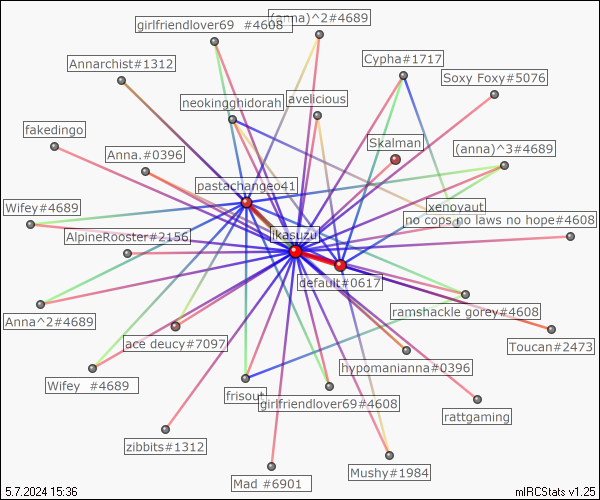 girlfriendlover69  #4608
(anna)^2#4689
Annarchist#1312
Cypha#1717
Soxy Foxy#5076
neokingghidorah
avelicious
fakedingo
Skalman
Anna.#0396
(anna)^3#4689
pastachangeo41
Wifey#4689
xenovaut
no cops no laws no hope#4608
AlpineRooster#2156
ikasuzu
default#0617
Anna^2#4689
ramshackle gorey#4608
ace deucy#7097
Toucan#2473
hypomanianna#0396
Wifey  #4689
frisout
girlfriendlover69#4608
rattgaming
zibbits#1312
Mad #6901
Mushy#1984
5.7.2024 15:36
mIRCStats v1.25